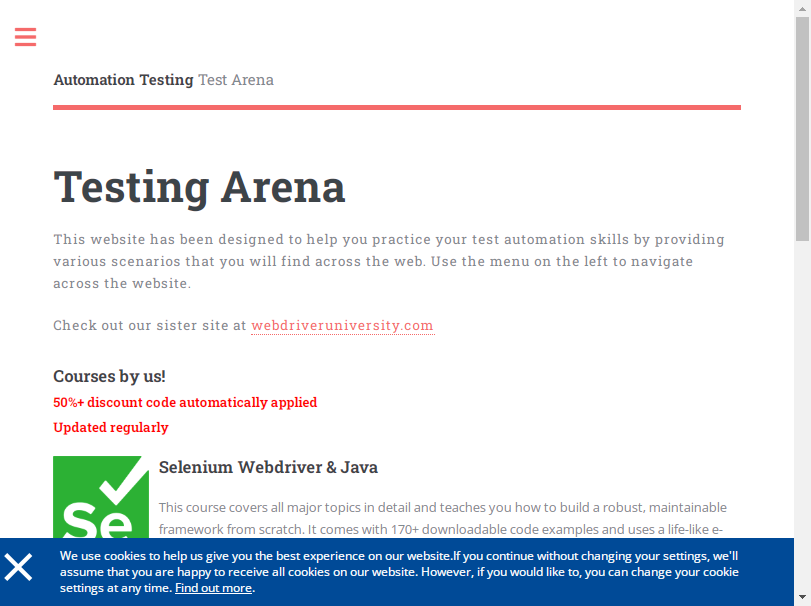 Automation Testing Test Arena
Testing Arena
This website has been designed to help you practice your test automation skills by providing
various scenarios that you will find across the web. Use the menu on the left to navigate
across the website.
Check out our sister site at webdriveruniversity.com
Courses by us!
50%+ discount code automatically applied
Updated regularly
Se
Selenium Webdriver & Java
This course covers all major topics in detail and teaches you how to build a robust, maintainable
framework from scratch. It comes with 170+ downloadable code examples and uses a life-like e-
We use cookies to help us give you the best experience on our website.If you continue without changing your settings, we'll
assume that you are happy to receive all cookies on our website. However, if you would like to, you can change your cookie
settings at any time. Find out more.